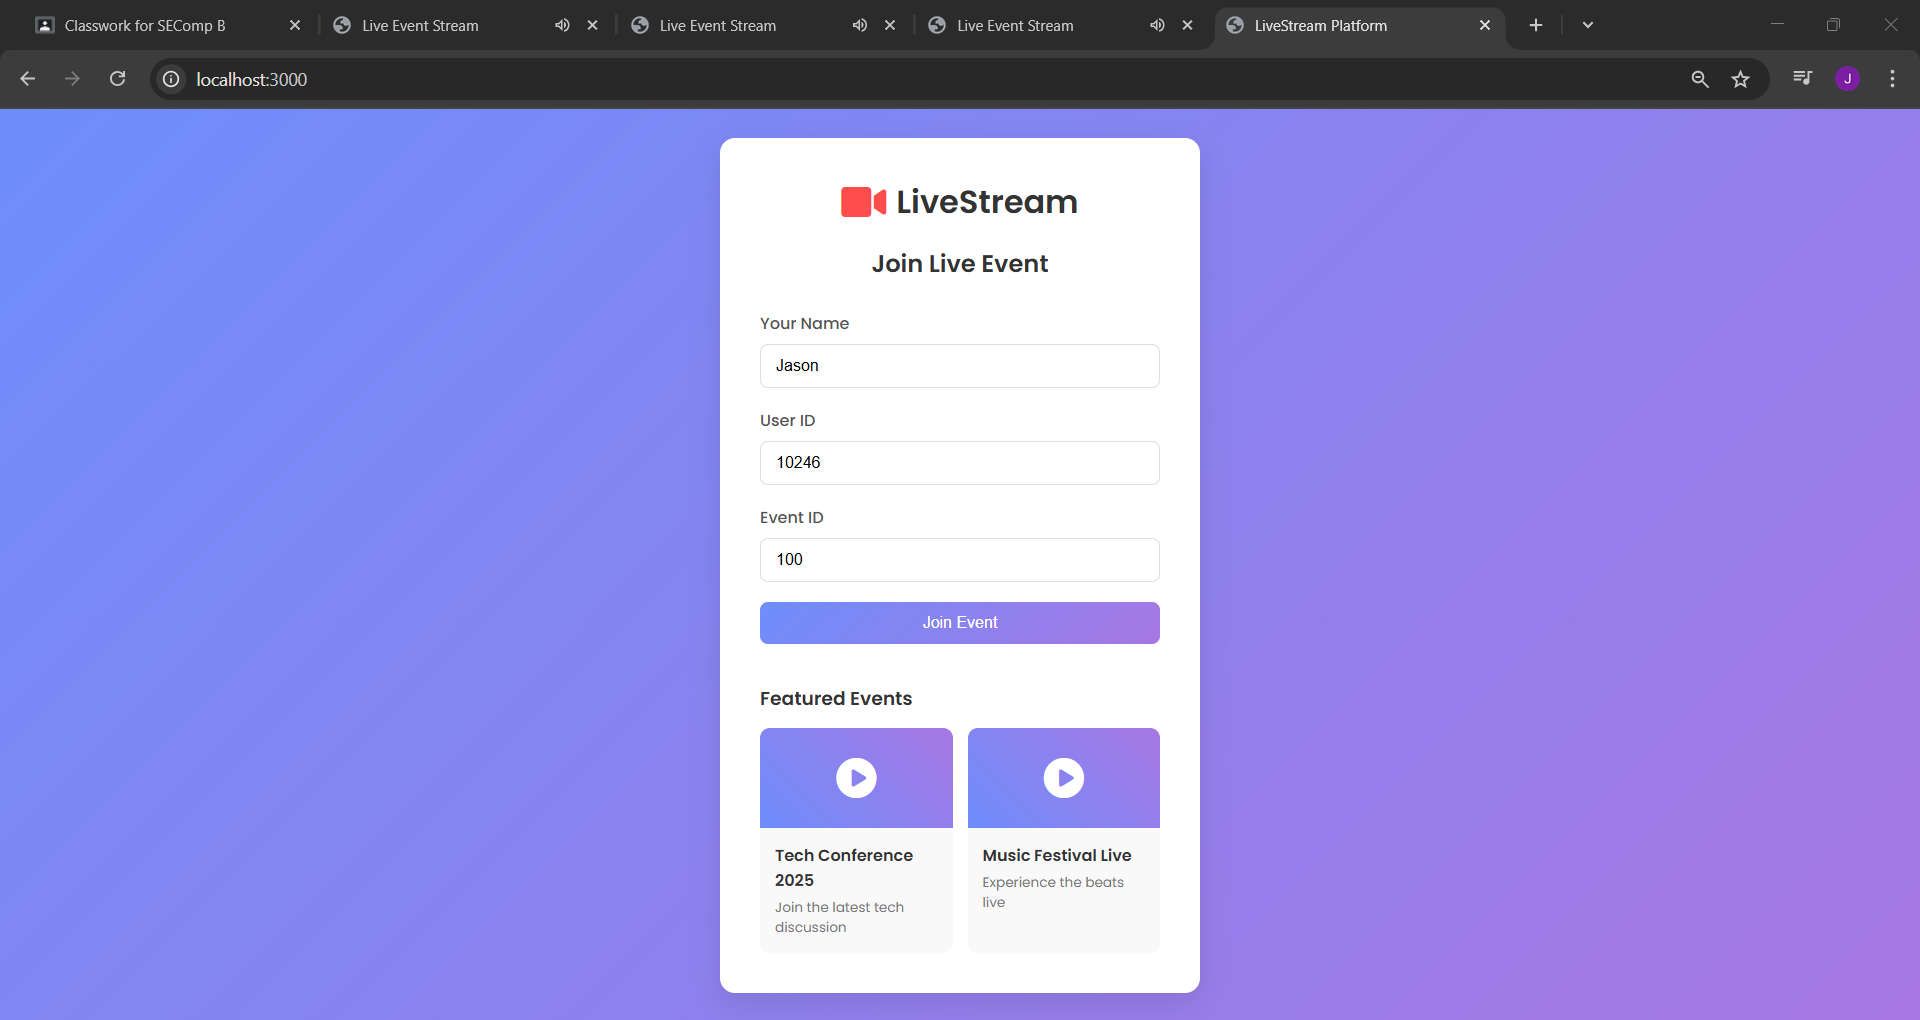 Classwork for SEComp B
Live Event Stream
Live Event Stream
Live Event Stream
LiveStream Platform
localhost:3000
J
LiveStream
Join Live Event
Your Name
Jason
User ID
10246
Event ID
100
Join Event
Featured Events
Tech Conference
2025
Join the latest tech
discussion
Music Festival Live
Experience the beats
live